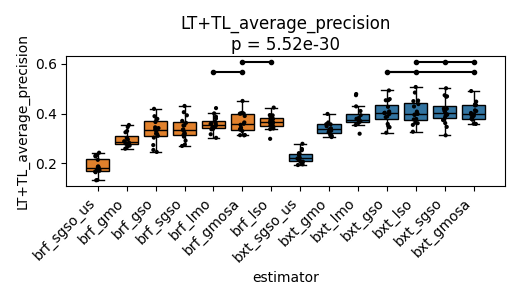 LT+TL_average_precision
p = 5.52e-30
LT+TL_average_precision
0.6
0.4
0.2
brf_sgso_us
brf_gmo
brf_gso
brf_sgso
brf_lmo
brf_gmosa
brf_lso
bxt_sgso_us
bxt_gmo
bxt_lmo
bxt_gso
bxt_lso
bxt_sgso
bxt_gmosa
estimator